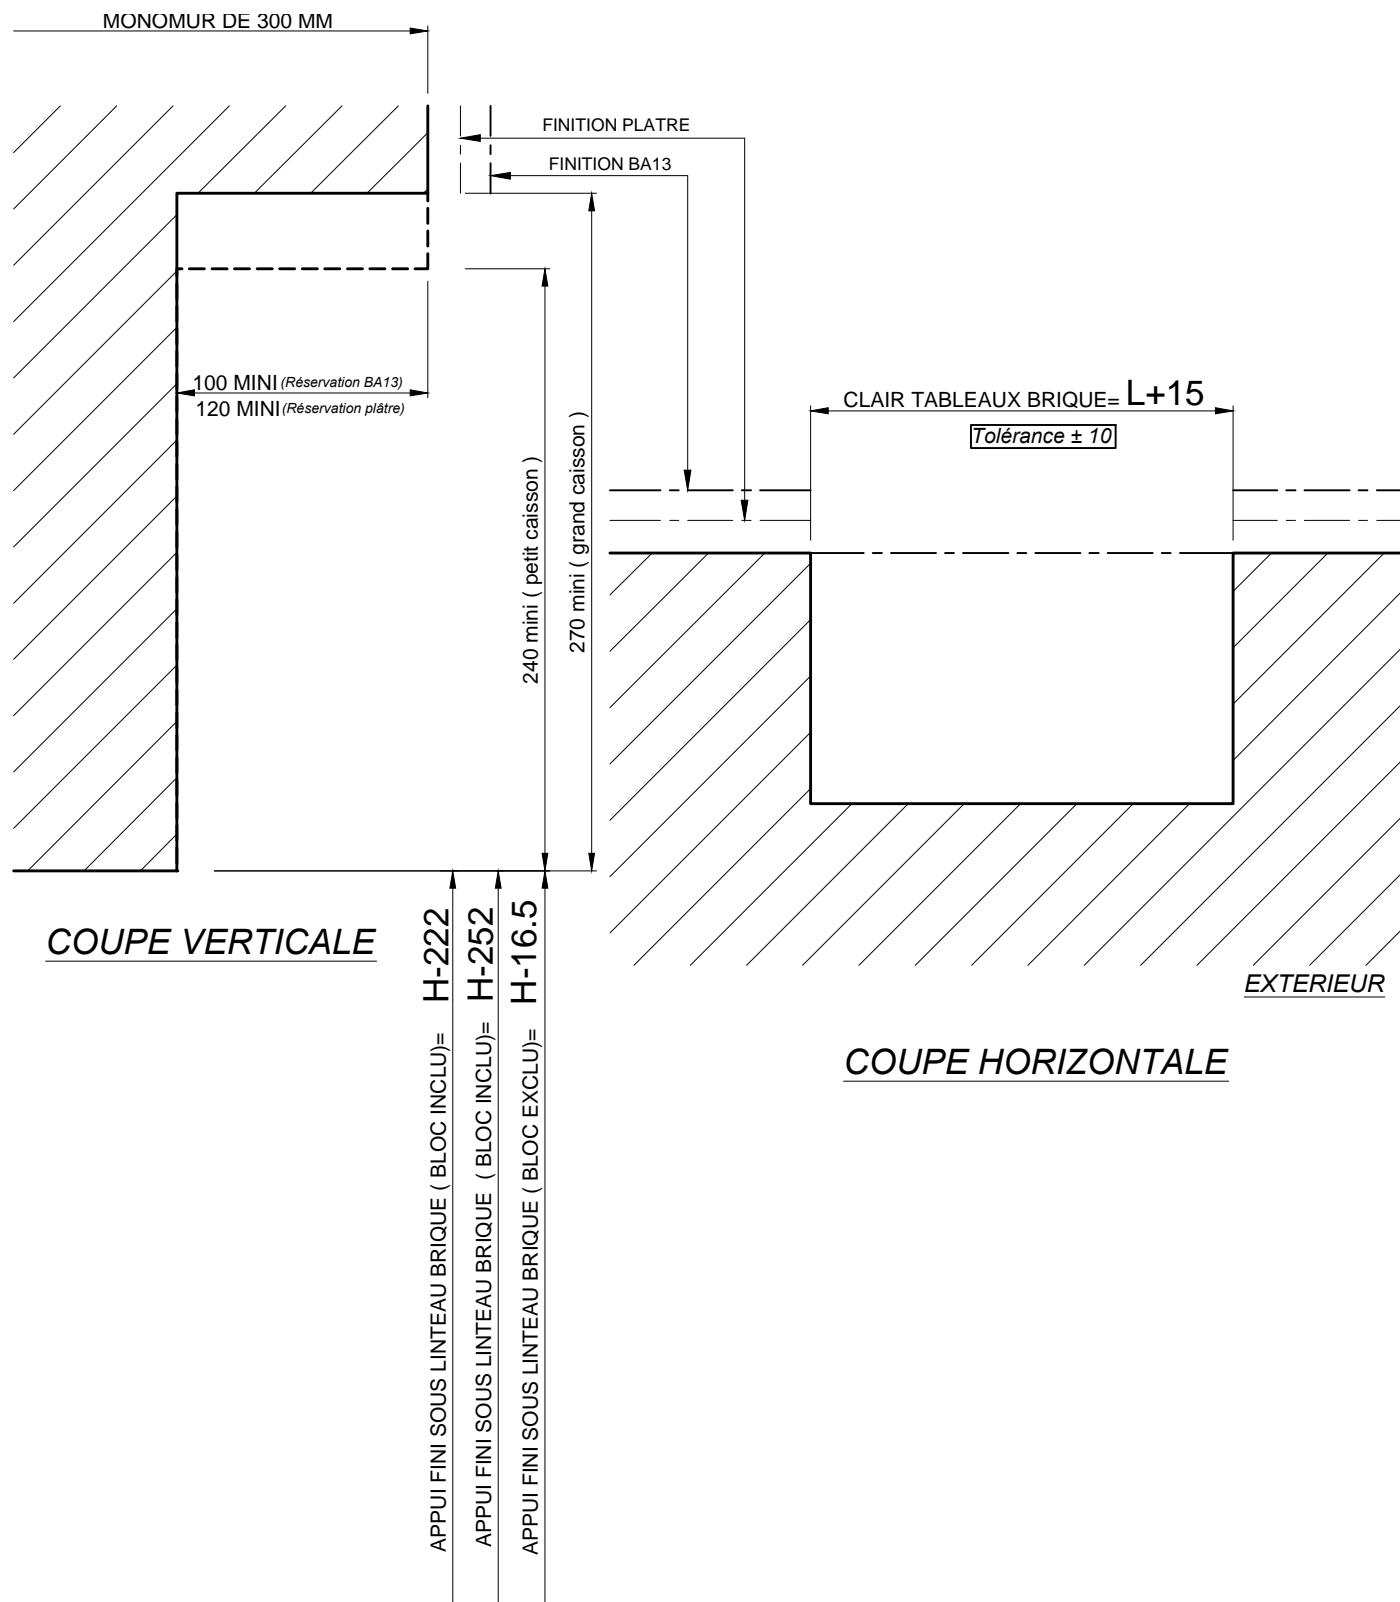 MONOMUR DE 300 MM
FINITION PLATRE
FINITION BA13
100 MINI (Réservation BA13)
120 MINI (Réservation plâtre)
240 mini ( petit caisson )
270 mini ( grand caisson )
CLAIR TABLEAUX BRIQUE= L+15
Tolérance ± 10
COUPE VERTICALE
APPUI FINI SOUS LINTEAU BRIQUE ( BLOC INCLU)= H-222
APPUI FINI SOUS LINTEAU BRIQUE ( BLOC INCLU)= H-252
APPUI FINI SOUS LINTEAU BRIQUE ( BLOC EXCLU)= H-16.5
EXTERIEUR
COUPE HORIZONTALE